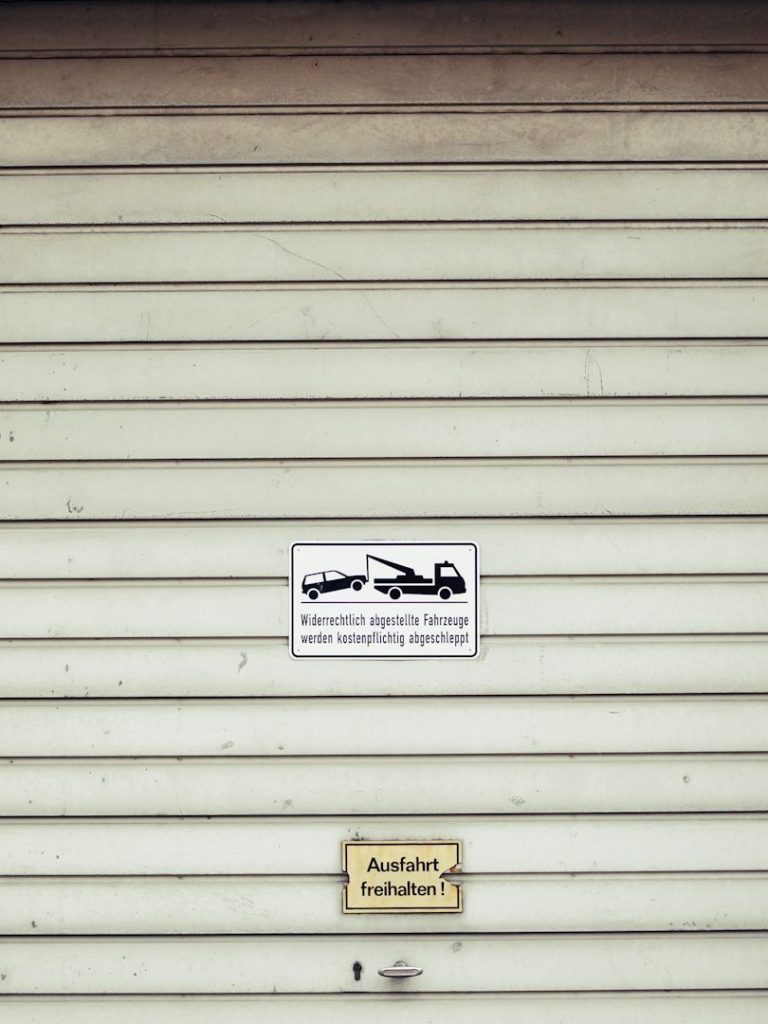 Widerrechtlich abgestellte Fahrzeuge
werden kostenpflichtig abgeschleppt
Ausfahrt
freihalten !